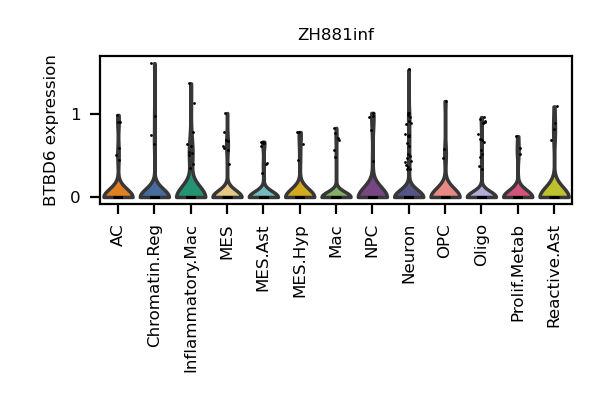 ZH881inf
BTBD6 expression
1
0
AC
Chromatin.Reg
Inflammatory.Mac
MES
MES.Ast
MES.Hyp
Mac
NPC
Neuron
OPC
Oligo
Prolif.Metab
Reactive.Ast